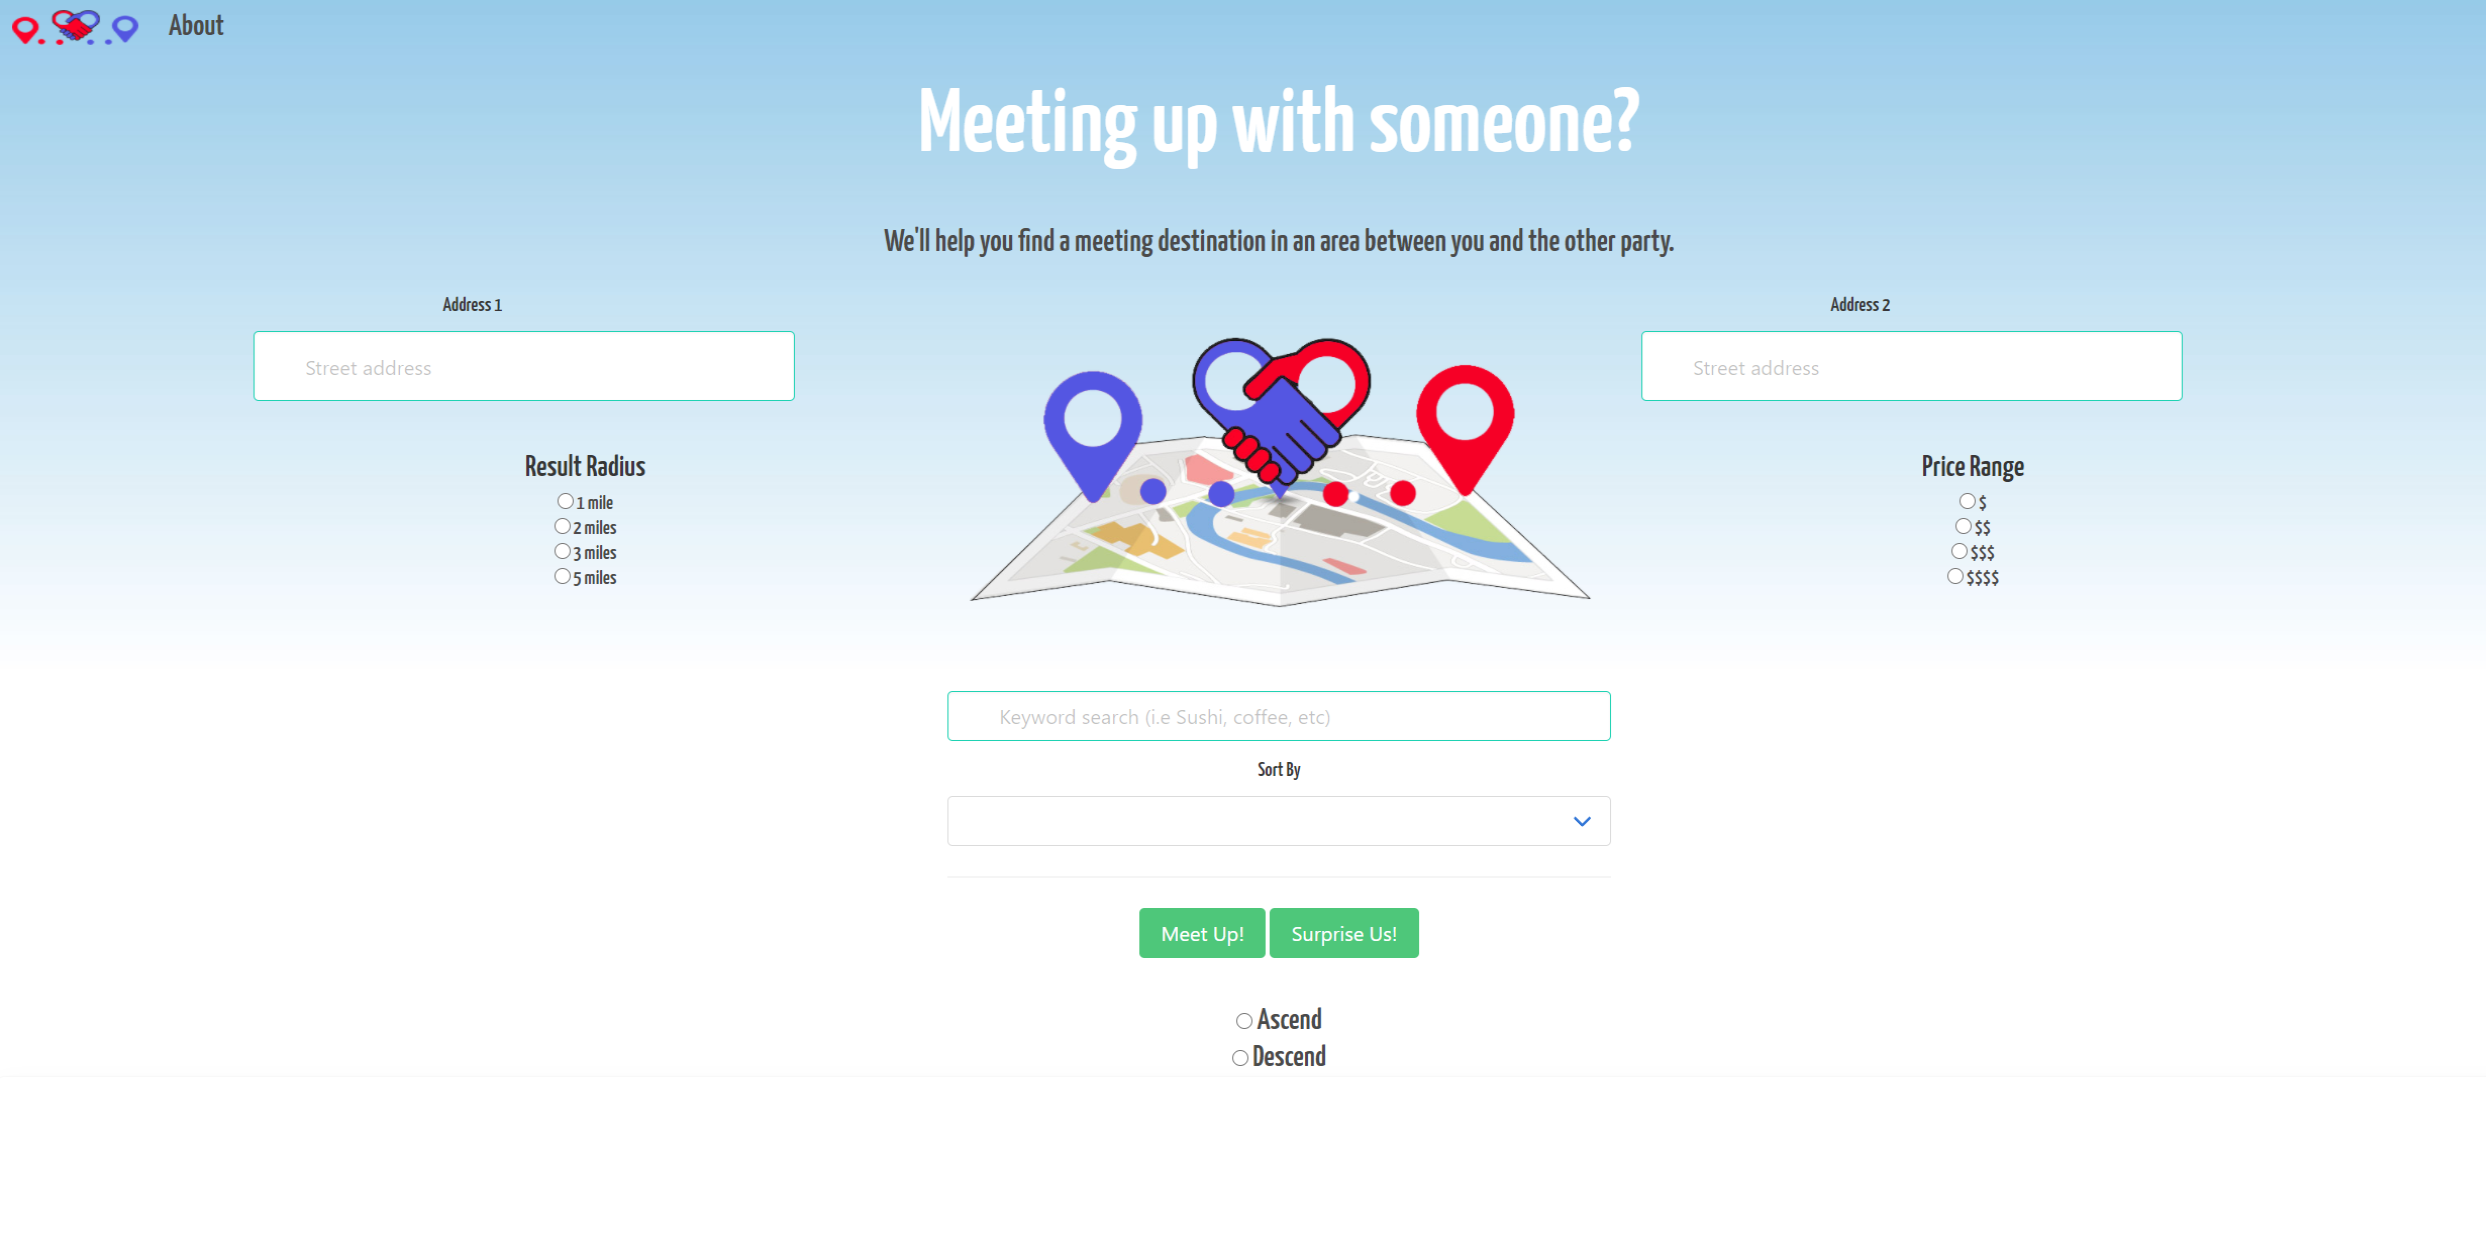 About
Meeting up with someone?
We'll help you find a meeting destination in an area between you and the other party.
Address 1
Street address
Result Radius
1 mile
2 miles
3 miles
5 miles
Address 2
Street address
Price Range
$
$$
$$$
$$$$
Keyword search (i.e Sushi, coffee, etc)
Sort By
Meet Up! Surprise Us!
Ascend
Descend